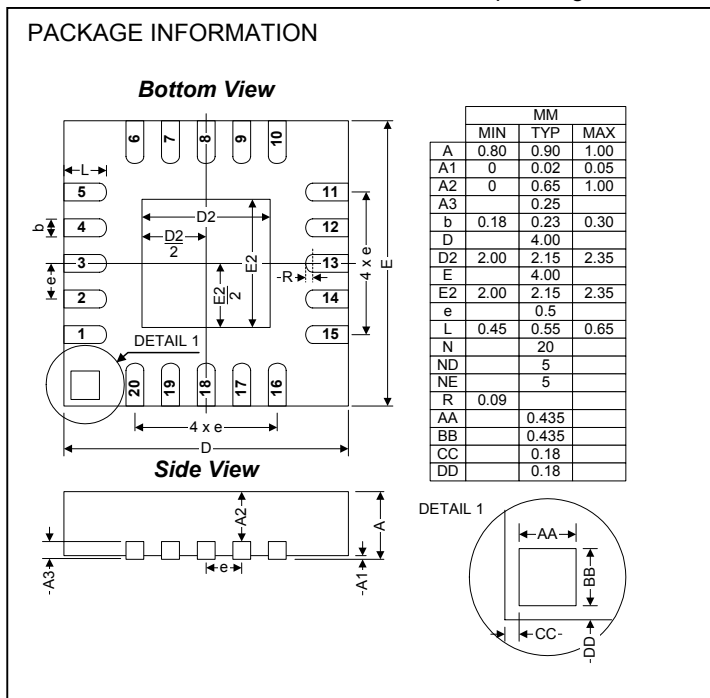 PACKAGE INFORMATION
Bottom View
6 7 8 9 10
L
5
4
3
2
1
b
e
D2
D2
2
E2
E2
2
R
11
12
13
14
15
4 x e
E
DETAIL 1
20 19 18 17 16
4 x e
D
Side View
A2
A
A3
e
A1
MM
MIN TYP MAX
A 0.80 0.90 1.00
A1 0 0.02 0.05
A2 0 0.65 1.00
A3 0.25
b 0.18 0.23 0.30
D 4.00
D2 2.00 2.15 2.35
E 4.00
E2 2.00 2.15 2.35
e 0.5
L 0.45 0.55 0.65
N 20
ND 5
NE 5
R 0.09
AA 0.435
BB 0.435
CC 0.18
DD 0.18
DETAIL 1
AA
BB
CC
DD